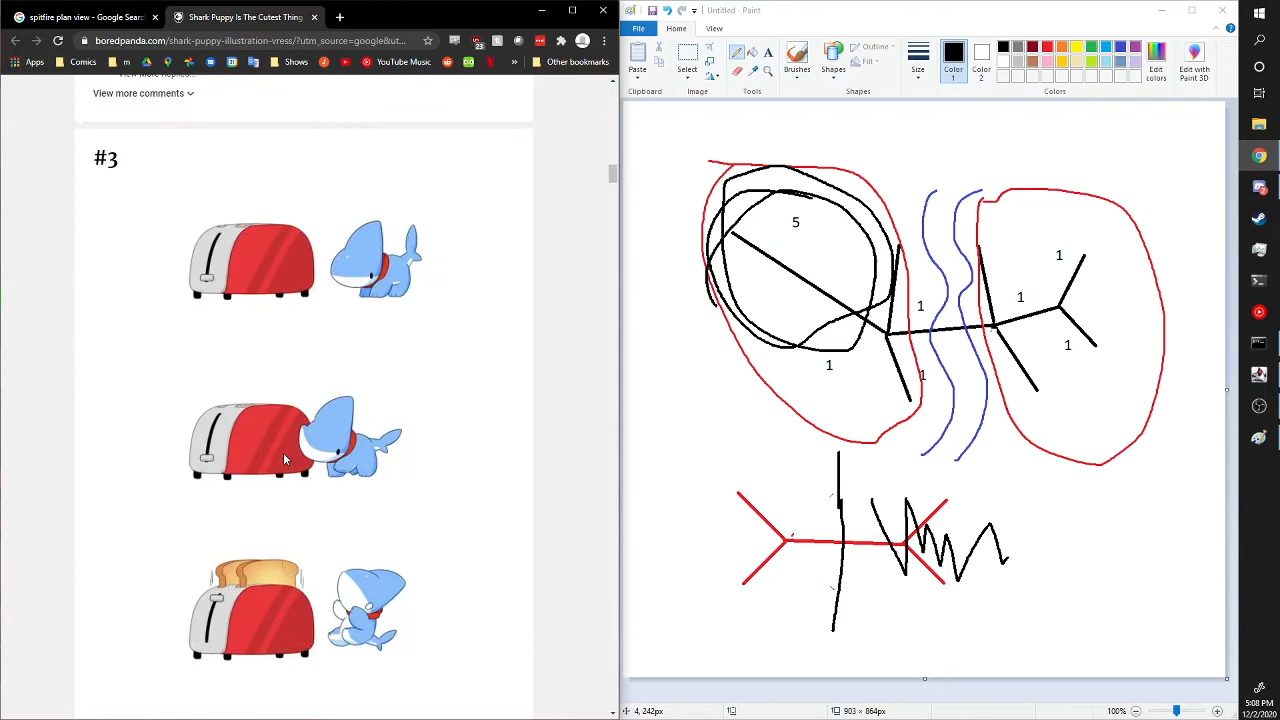 spitfire plan view - Google Searc
Shark Puppy Is The Cutest Thing
boredpanda.com/shark-puppy-illustration-vress/?utm_source=google&ut...
23
Apps
Comics
m
Shows
YouTube Music
Other bookmarks
View more comments
#3
Untitled - Paint
File
Home
View
Paste
Select
Brushes
Shapes
Outline
Fill
Size
Color 1
Color 2
Edit colors
Edit with Paint 3D
Clipboard
Image
Tools
Shapes
Colors
5
1
1
1
1
1
1
4, 242px
903 × 864px
100%
5:08 PM
12/2/2020